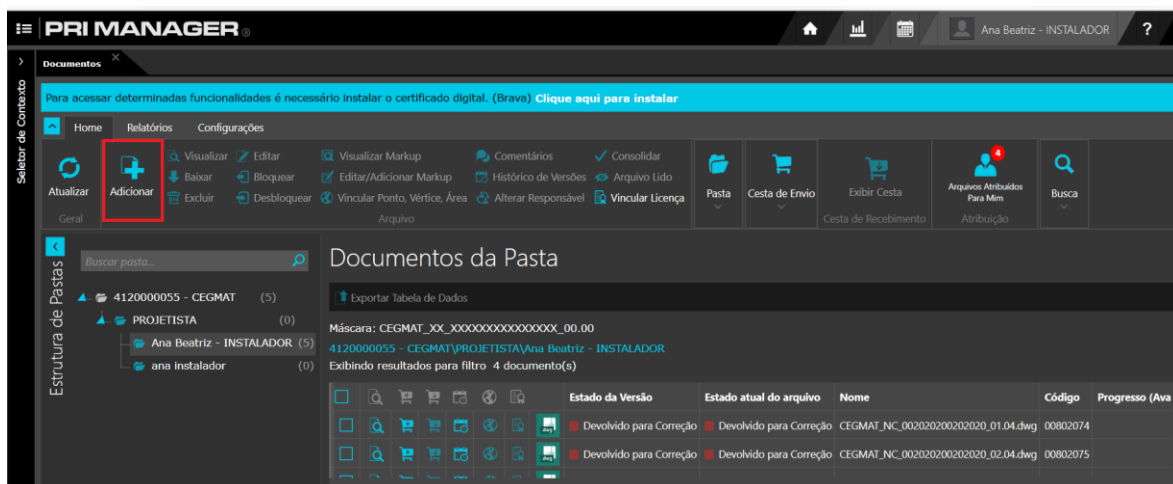 PRI MANAGER®
Ana Beatriz - INSTALADOR
?
Seletor de Contexto
Documentos
Para acessar determinadas funcionalidades é necessário instalar o certificado digital. (Brava) Clique aqui para instalar
Home Relatórios Configurações
Atualizar
Geral
Adicionar
Visualizar Editar Visualizar Markup Comentários Consolidar
Baixar Bloquear Editar/Adicionar Markup Histórico de Versões Arquivo Lido
Excluir Desbloquear Vincular Ponto, Vértice, Área Alterar Responsável Vincular Licença
Arquivo
Pasta
Cesta de Envio
Exibir Cesta
Cesta de Recebimento
4
Arquivos Atribuídos
Para Mim
Atribuição
Busca
Estrutura de Pastas
Buscar pasta...
4120000055 - CEGMAT (5)
PROJETISTA (0)
Ana Beatriz - INSTALADOR (5)
ana instalador (0)
Documentos da Pasta
Exportar Tabela de Dados
Máscara: CEGMAT_XX_XXXXXXXXXXXXXXX_00.00
4120000055 - CEGMAT\PROJETISTA\Ana Beatriz - INSTALADOR
Exibindo resultados para filtro 4 documento(s)
Estado da Versão Estado atual do arquivo Nome Código Progresso (Ava
dwg Devolvido para Correção Devolvido para Correção CEGMAT_NC_002020200202020_01.04.dwg 00802074
dwg Devolvido para Correção Devolvido para Correção CEGMAT_NC_002020200202020_02.04.dwg 00802075